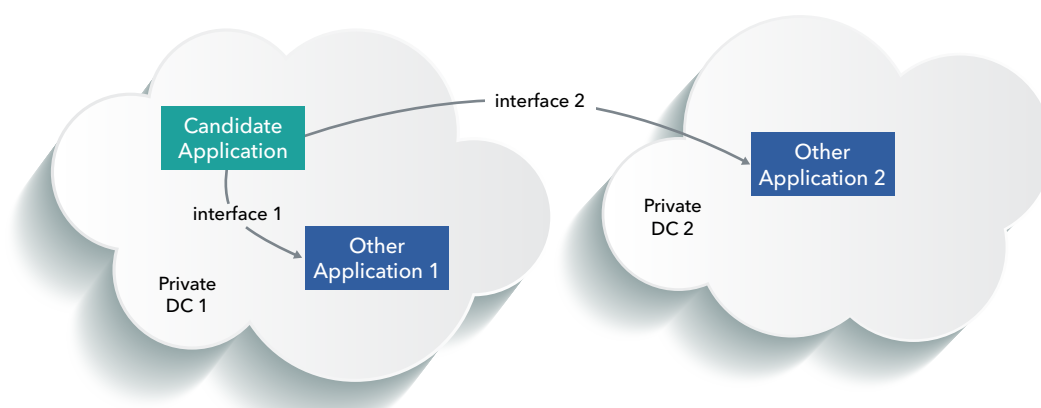 Candidate
Application
interface 1
Other
Application 1
Private
DC 1
interface 2
Other
Application 2
Private
DC 2